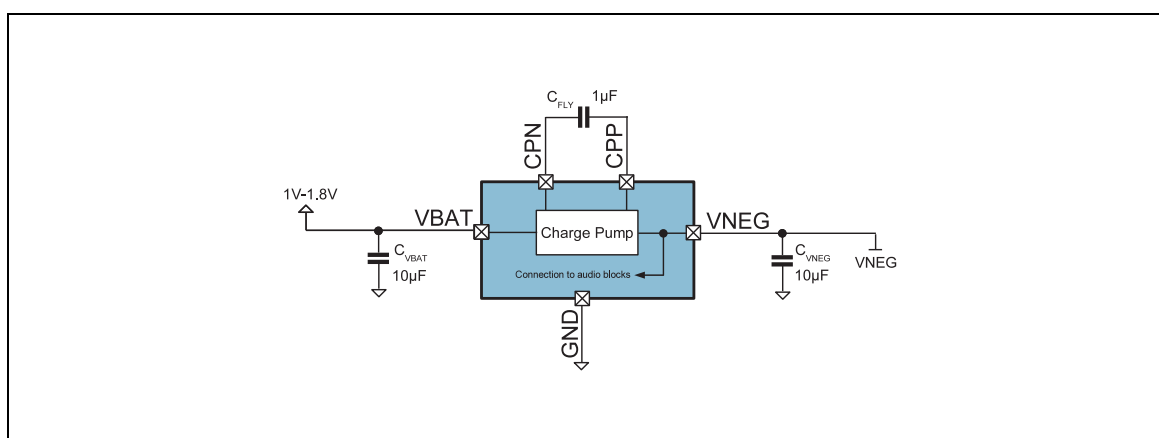 C_FLY 1µF
CPN
CPP
1V-1.8V
VBAT
Charge Pump
VNEG
C_VBAT
10µF
Connection to audio blocks
C_VNEG
10µF
VNEG
GND